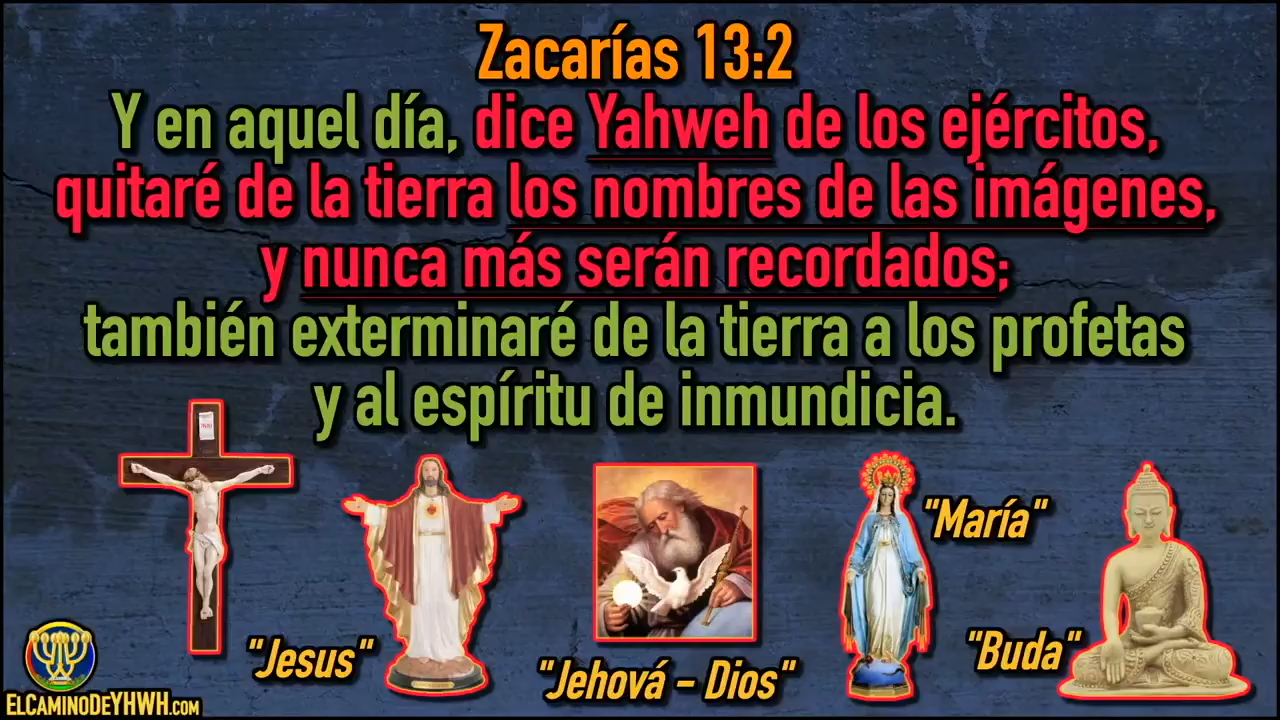 Zacarías 13:2
Y en aquel día, dice Yahweh de los ejércitos,
quitaré de la tierra los nombres de las imágenes,
y nunca más serán recordados;
también exterminaré de la tierra a los profetas
y al espíritu de inmundicia.
"Jesus"
"Jehová - Dios"
"María"
"Buda"
ELCAMINODEYHWH.com